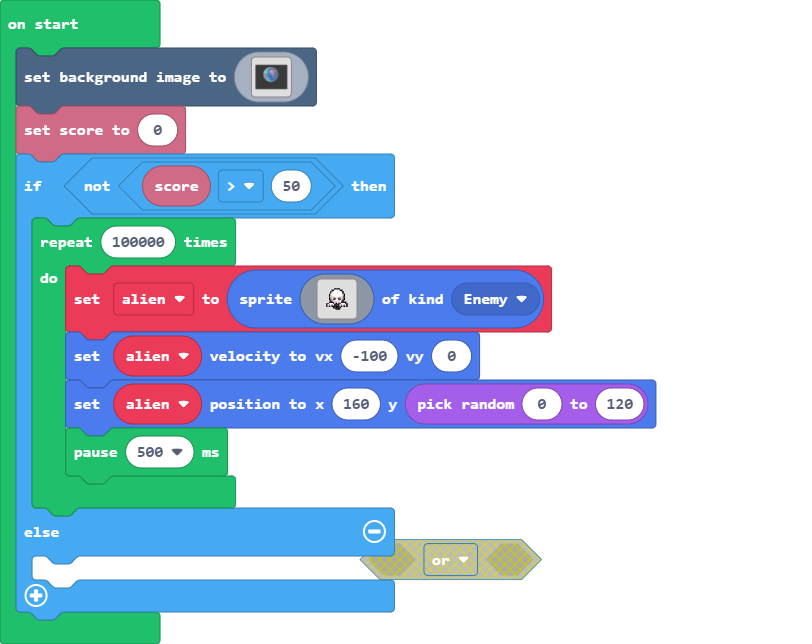 on start
set background image to
set score to 0
if not score > 50 then
repeat 100000 times
do
set alien to sprite of kind Enemy
set alien velocity to vx -100 vy 0
set alien position to x 160 y pick random 0 to 120
pause 500 ms
else
or